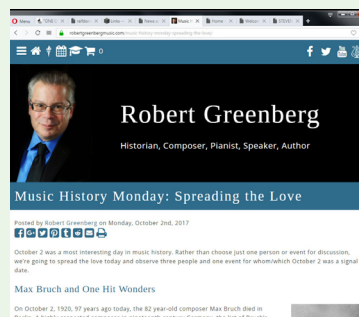 Menu
robertgreenbergmusic.com/music-history-monday-spreading-the-love/
0
Robert Greenberg
Historian, Composer, Pianist, Speaker, Author
Music History Monday: Spreading the Love
Posted by Robert Greenberg on Monday, October 2nd, 2017
October 2 was a most interesting day in music history. Rather than choose just one person or event for discussion,
we're going to spread the love today and observe three people and one event for whom/which October 2 was a signal
date.
Max Bruch and One Hit Wonders
On October 2, 1920, 97 years ago today, the 82 year-old composer Max Bruch died in